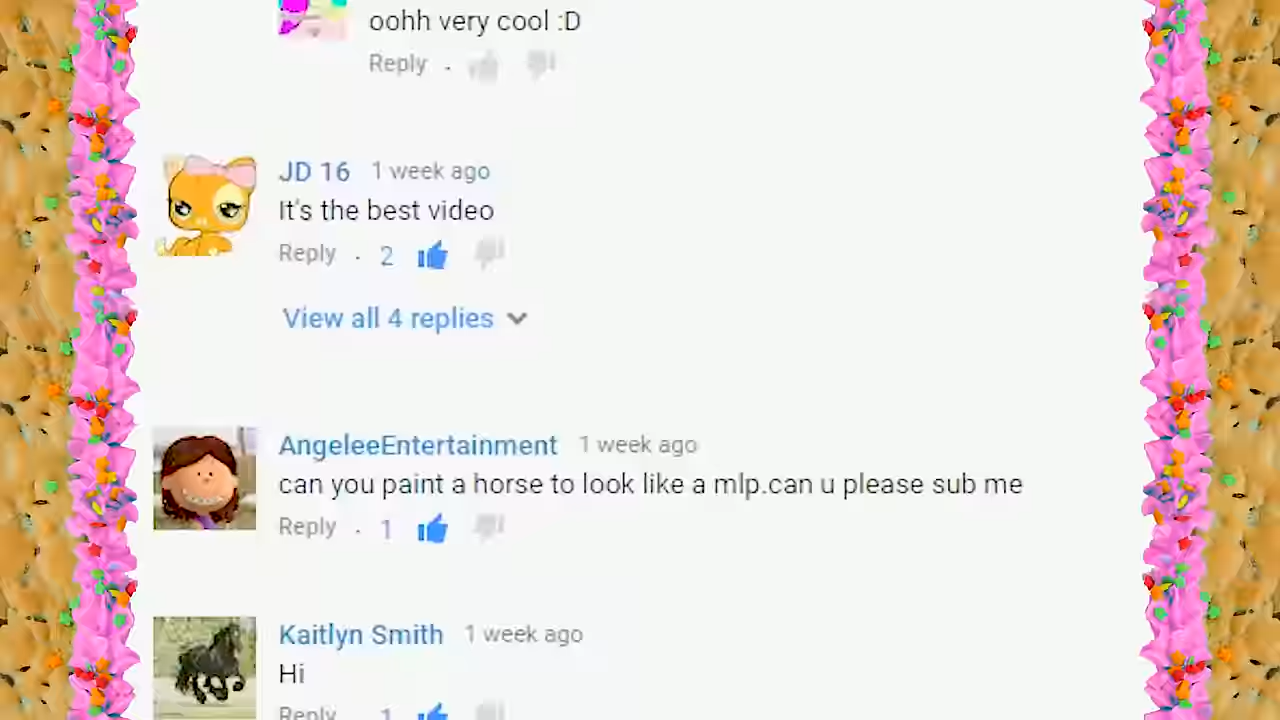 oohh very cool :D
Reply .
JD 16 1 week ago
It's the best video
Reply . 2
View all 4 replies
AngeleeEntertainment 1 week ago
can you paint a horse to look like a mlp.can u please sub me
Reply . 1
Kaitlyn Smith 1 week ago
Hi
Reply . 1